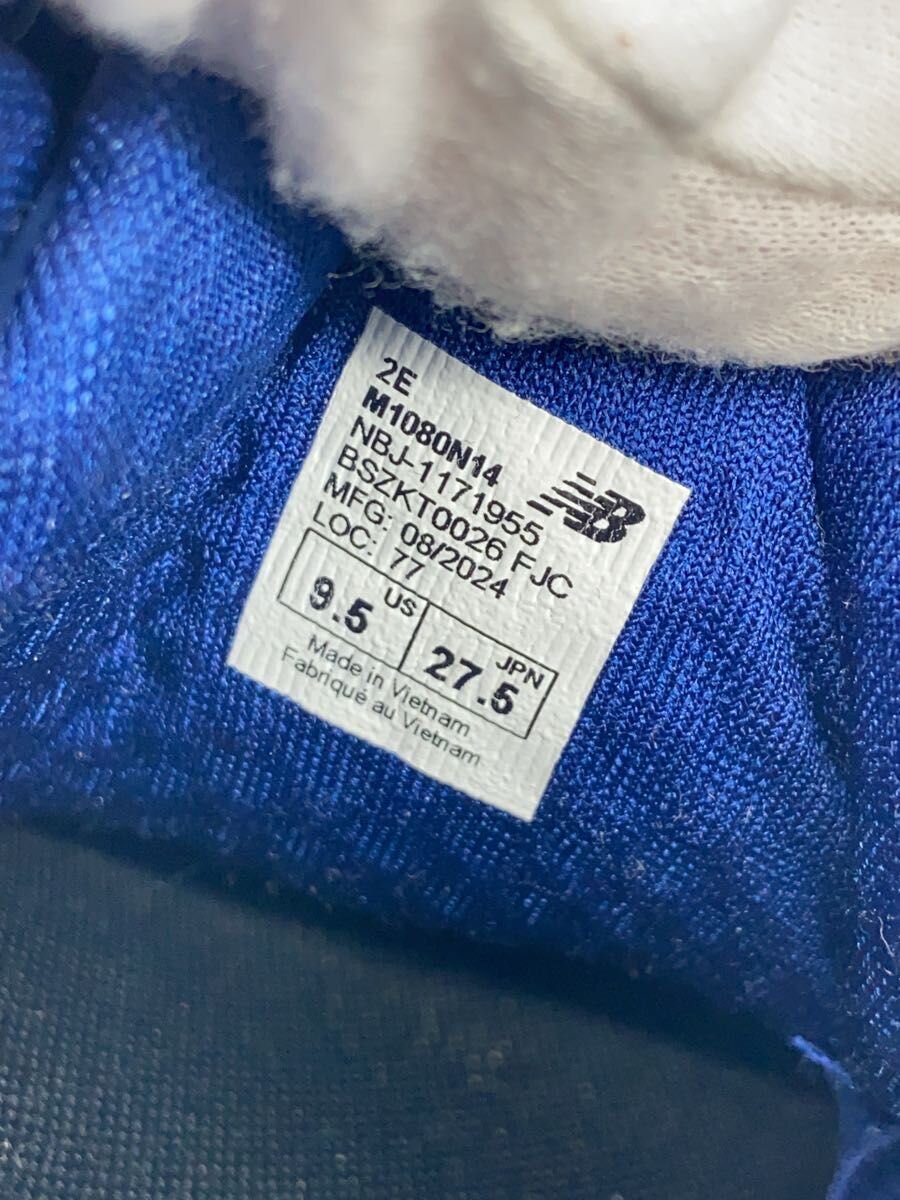 2E
M1080N14
NBJ-1171955
BSZKT0026 FJC
MFG: 08/2024
LOC: 77
NB
9.5 US
27.5 JPN
Made in Vietnam
Fabriqué au Vietnam